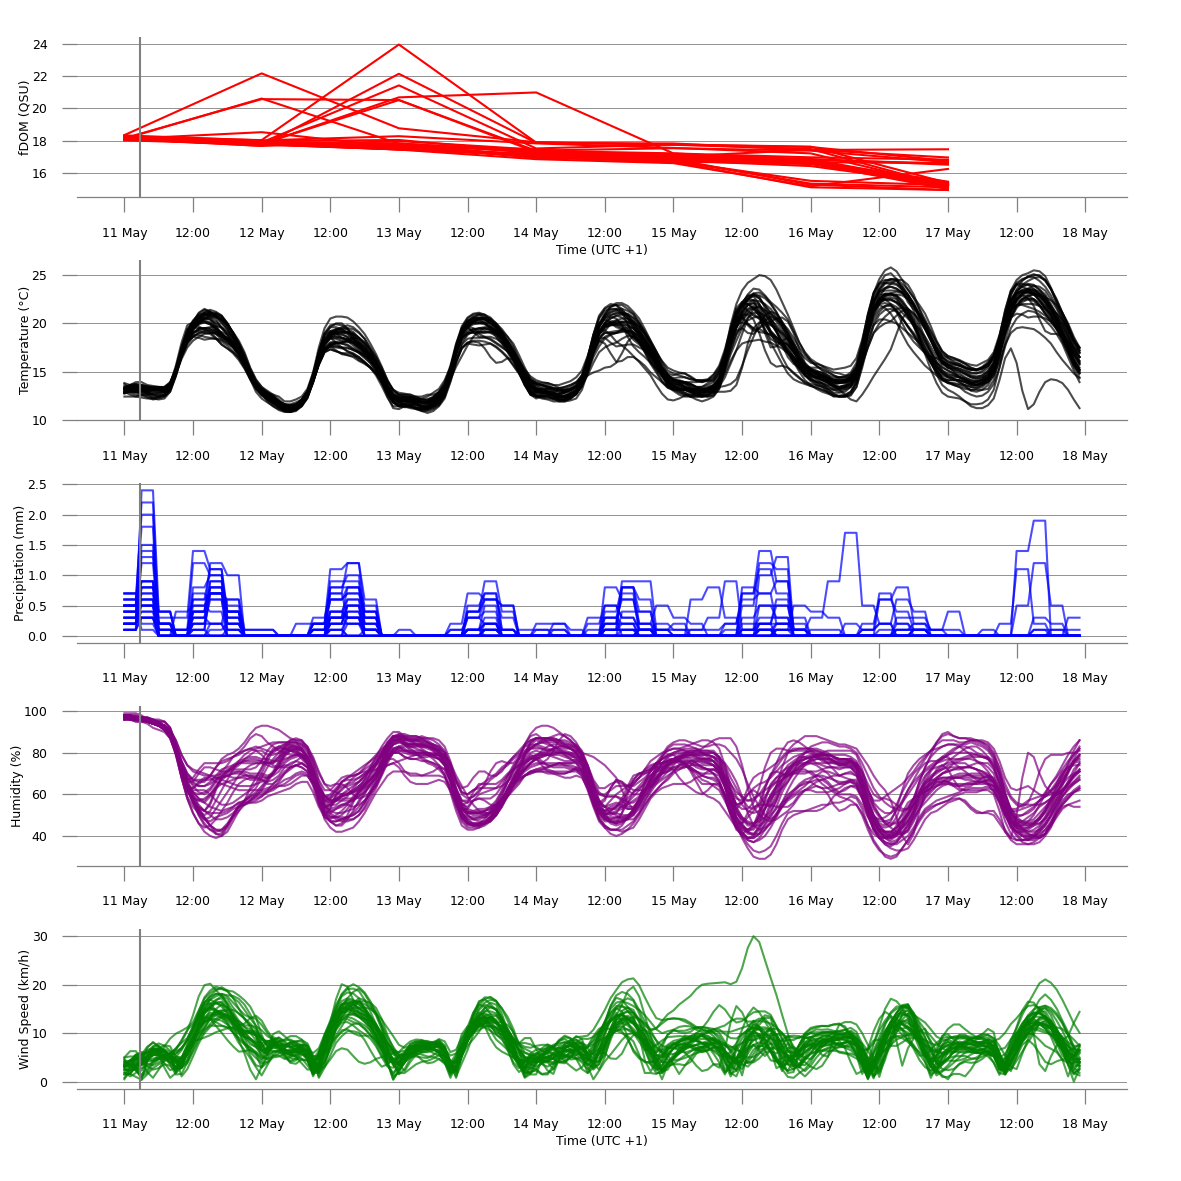 24
22
20
18
16
fDOM (QSU)
11 May 12:00 12 May 12:00 13 May 12:00 14 May 12:00 15 May 12:00 16 May 12:00 17 May 12:00 18 May
Time (UTC +1)
25
20
15
10
Temperature (°C)
11 May 12:00 12 May 12:00 13 May 12:00 14 May 12:00 15 May 12:00 16 May 12:00 17 May 12:00 18 May
2.5
2.0
1.5
1.0
0.5
0.0
Precipitation (mm)
11 May 12:00 12 May 12:00 13 May 12:00 14 May 12:00 15 May 12:00 16 May 12:00 17 May 12:00 18 May
100
80
60
40
Humidity (%)
11 May 12:00 12 May 12:00 13 May 12:00 14 May 12:00 15 May 12:00 16 May 12:00 17 May 12:00 18 May
30
20
10
0
Wind Speed (km/h)
11 May 12:00 12 May 12:00 13 May 12:00 14 May 12:00 15 May 12:00 16 May 12:00 17 May 12:00 18 May
Time (UTC +1)